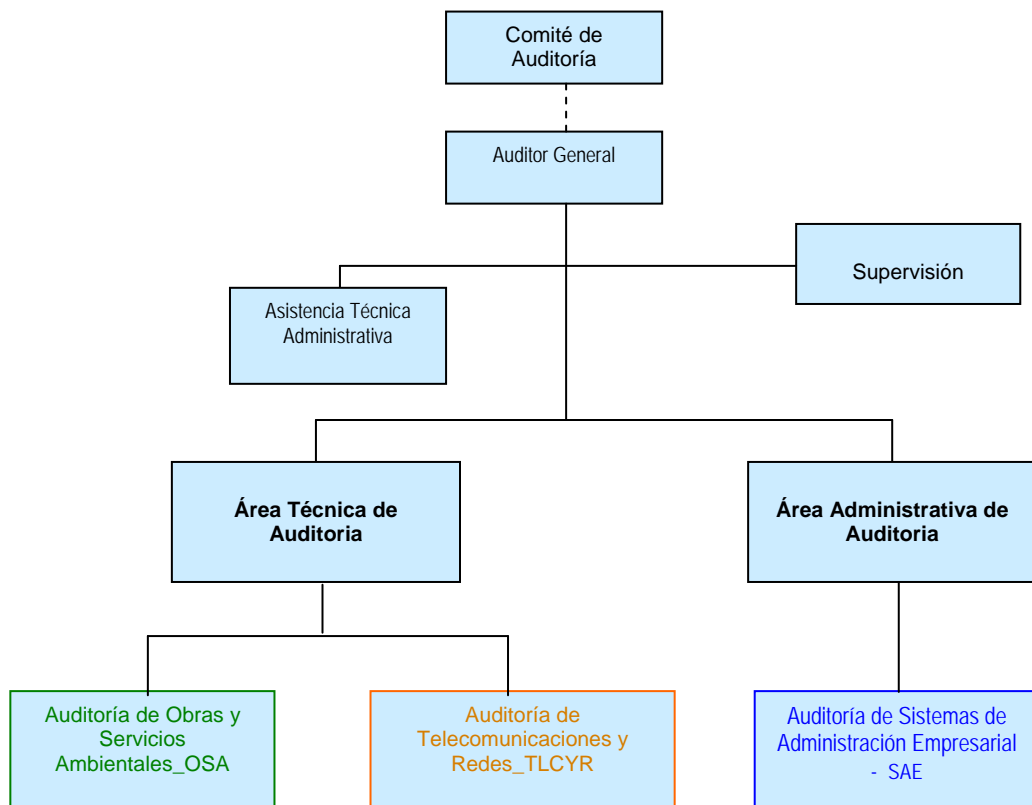 Comité de
Auditoría
Auditor General
Supervisión
Asistencia Técnica
Administrativa
Área Técnica de
Auditoria
Área Administrativa de
Auditoria
Auditoría de Obras y
Servicios
Ambientales_OSA
Auditoría de
Telecomunicaciones y
Redes_TLCYR
Auditoría de Sistemas de
Administración Empresarial
- SAE